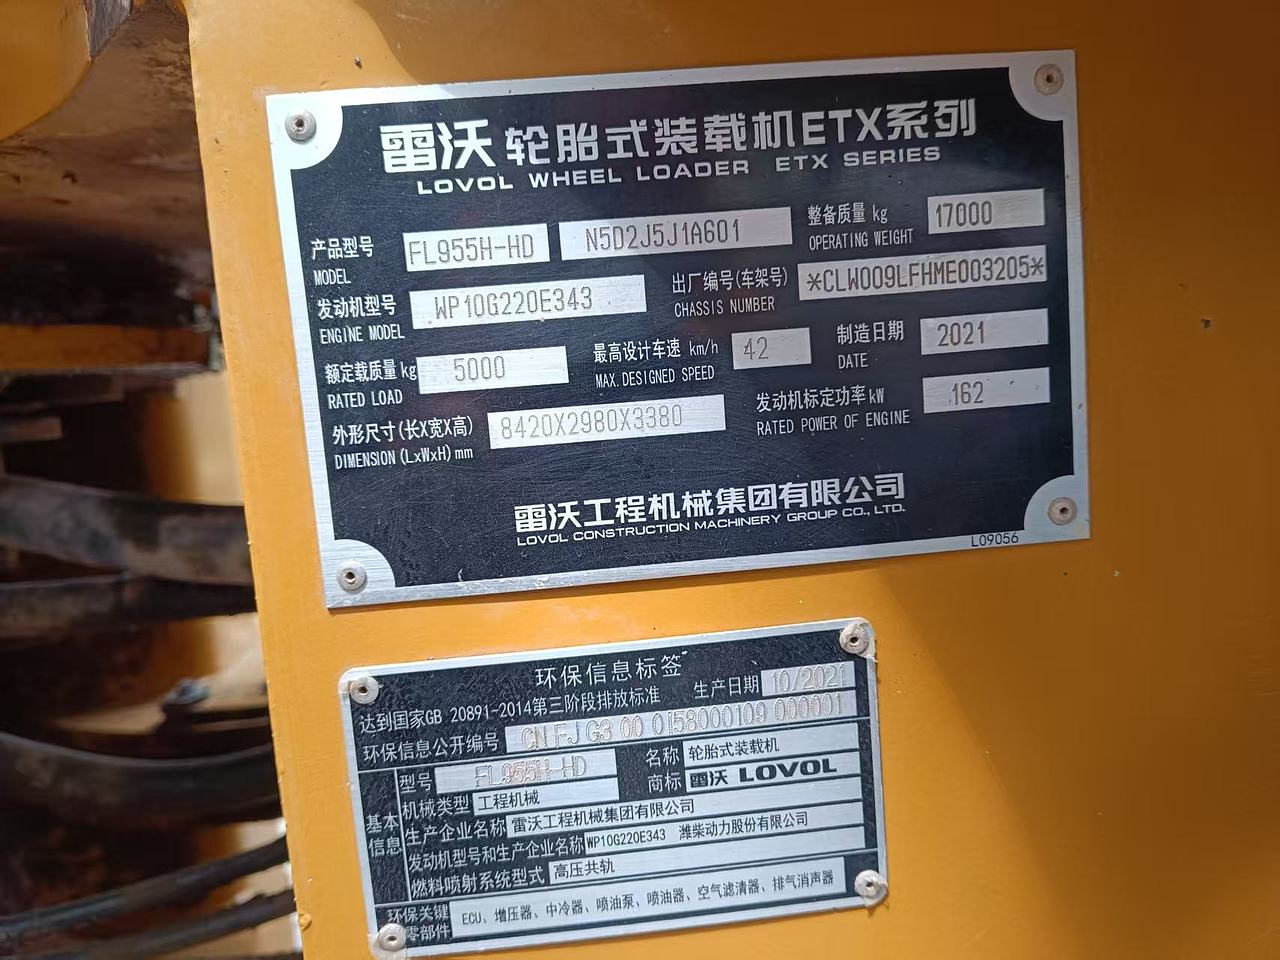 雷沃 轮胎式装载机ETX系列
LOVOL WHEEL LOADER ETX SERIES
产品型号 FL955H-HD N5D2J5J1A601 整备质量 kg 17000
MODEL OPERATING WEIGHT
发动机型号 WP10G220E343 出厂编号(车架号) *CLW009LFHME003205*
ENGINE MODEL CHASSIS NUMBER
额定载质量 kg 5000 最高设计车速 km/h 42 制造日期 2021
RATED LOAD MAX.DESIGNED SPEED DATE
外形尺寸(长X宽X高) 8420X2980X3380 发动机标定功率 kW 162
DIMENSION(LxWxH)mm RATED POWER OF ENGINE
雷沃工程机械集团有限公司
LOVOL CONSTRUCTION MACHINERY GROUP CO., LTD.
L09056
环保信息标签
达到国家GB 20891-2014第三阶段排放标准 生产日期 10/2021
环保信息公开编号 CN FJ G3 00 0158000109 000001
基本信息
型号 FL955H-HD 名称 轮胎式装载机
机械类型 工程机械 商标 雷沃 LOVOL
生产企业名称 雷沃工程机械集团有限公司
发动机型号和生产企业名称 WP10G220E343 潍柴动力股份有限公司
燃料喷射系统型式 高压共轨
环保关键零部件 ECU、增压器、中冷器、喷油泵、喷油器、空气滤清器、排气消声器